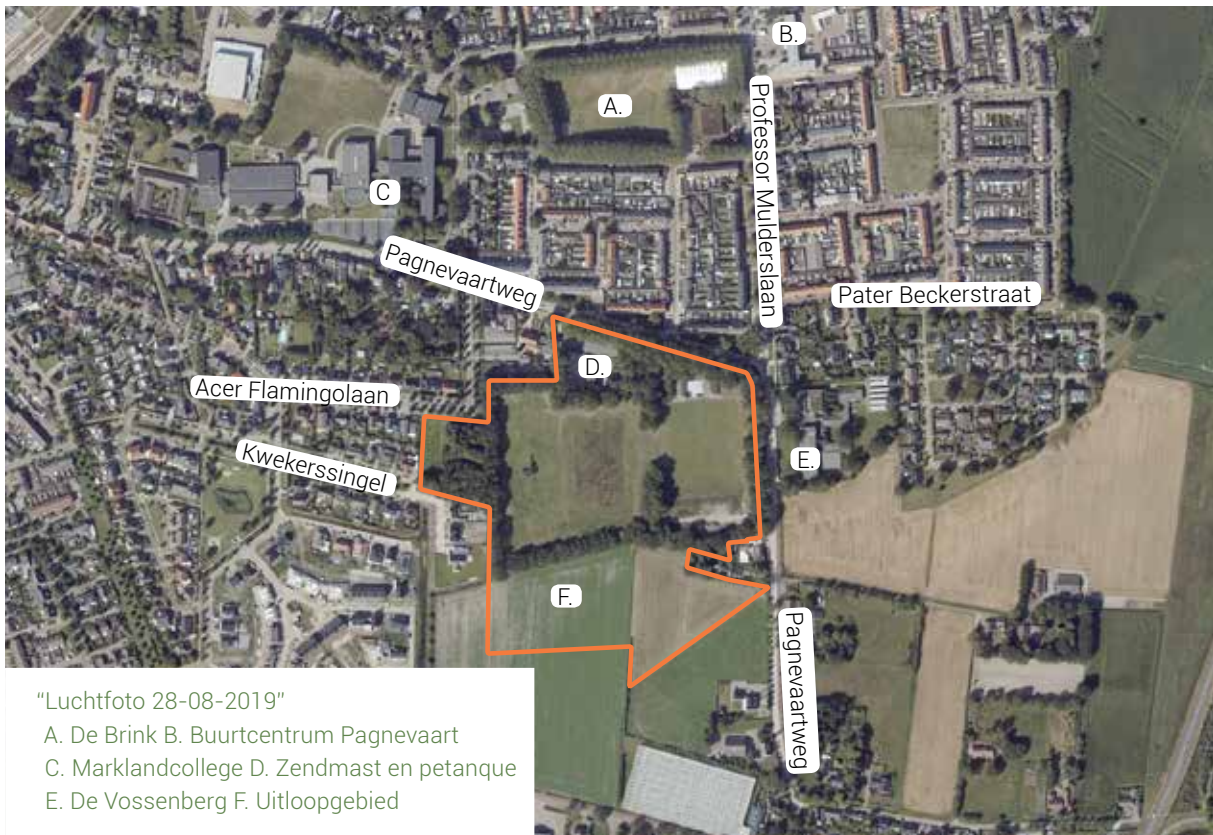 B.
A.
Professor Mulderslaan
C
Pagnevaartweg
Pater Beckerstraat
D.
Acer Flamingolaan
Kwekerssingel
E.
F.
Pagnevaartweg
“Luchtfoto 28-08-2019”
A. De Brink B. Buurtcentrum Pagnevaart
C. Marklandcollege D. Zendmast en petanque
E. De Vossenberg F. Uitloopgebied